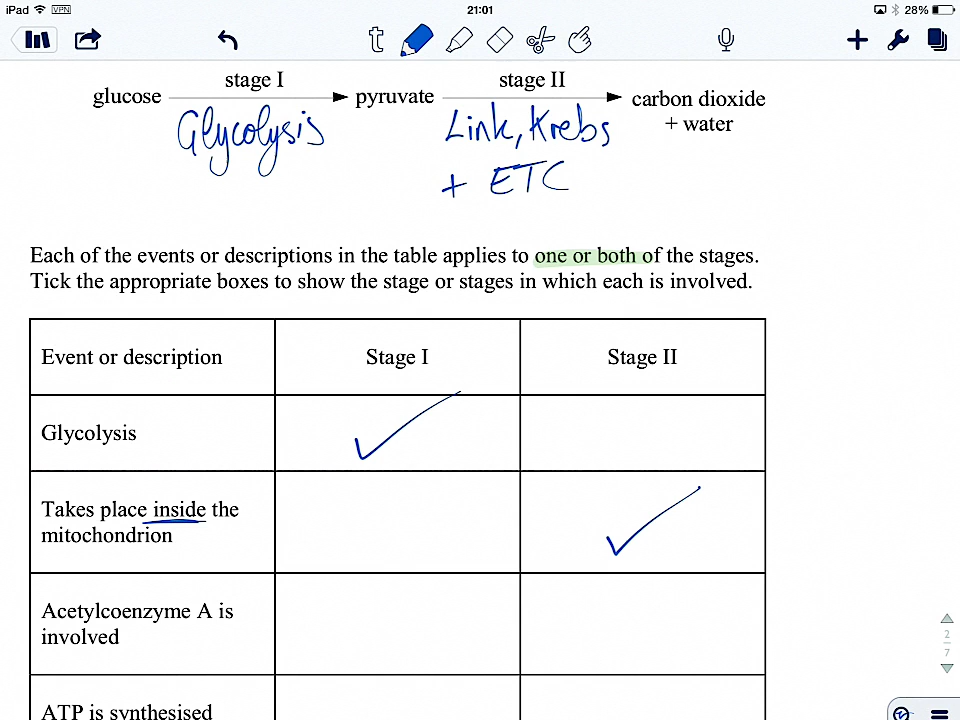 iPad VPN 21:01 28%
t
stage I stage II
glucose pyruvate carbon dioxide
+ water
Glycolysis Link, Krebs
+ ETC
Each of the events or descriptions in the table applies to one or both of the stages.
Tick the appropriate boxes to show the stage or stages in which each is involved.
Event or description Stage I Stage II
Glycolysis ✓
Takes place inside the
mitochondrion ✓
Acetylcoenzyme A is
involved
2
7
ATP is synthesised